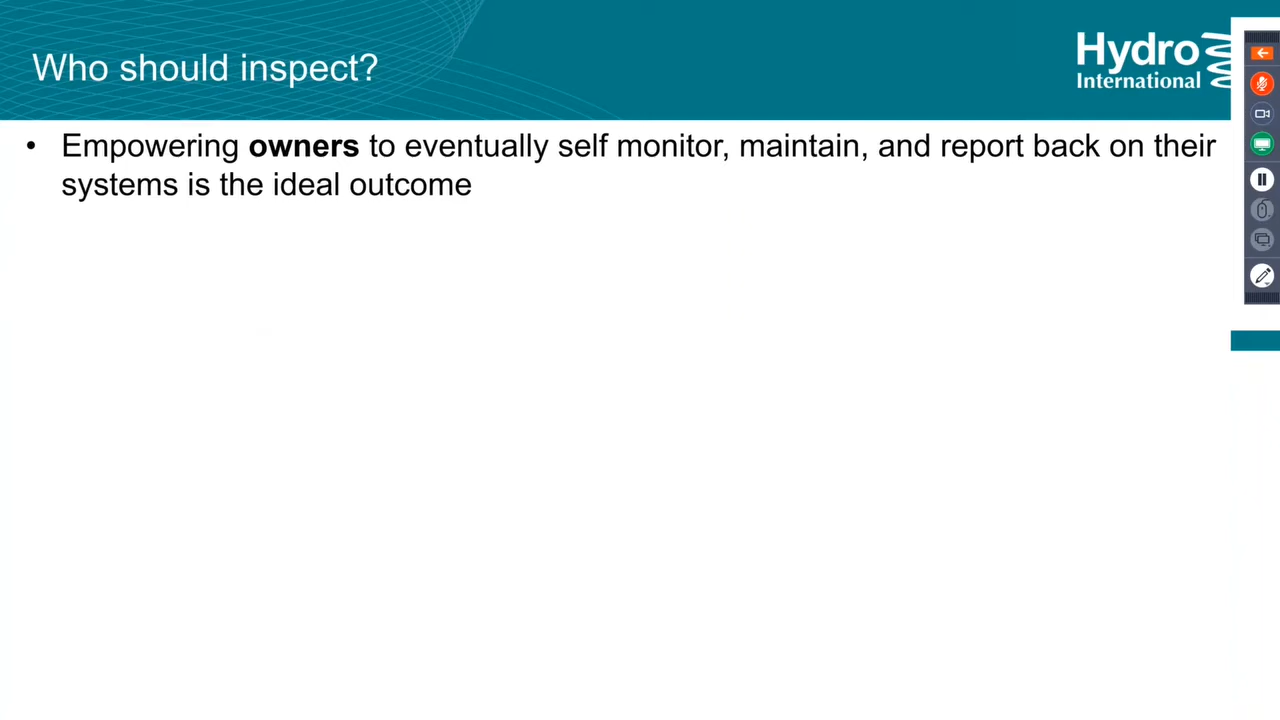 Who should inspect?
Hydro
International
• Empowering owners to eventually self monitor, maintain, and report back on their
systems is the ideal outcome